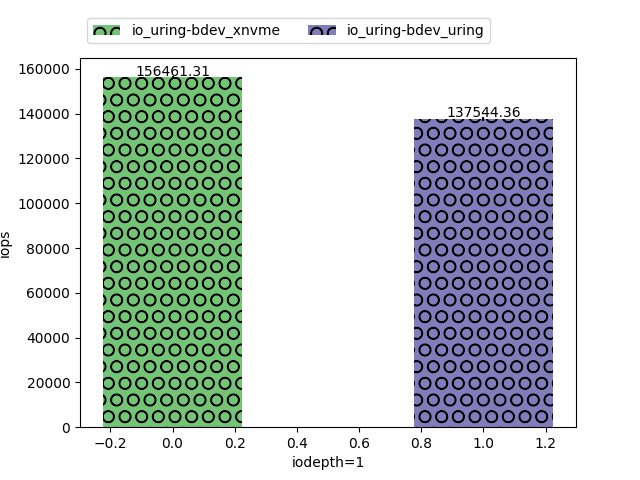 io_uring-bdev_xnvme io_uring-bdev_uring
156461.31
137544.36
160000
140000
120000
100000
80000
60000
40000
20000
0
iops
−0.2 0.0 0.2 0.4 0.6 0.8 1.0 1.2
iodepth=1